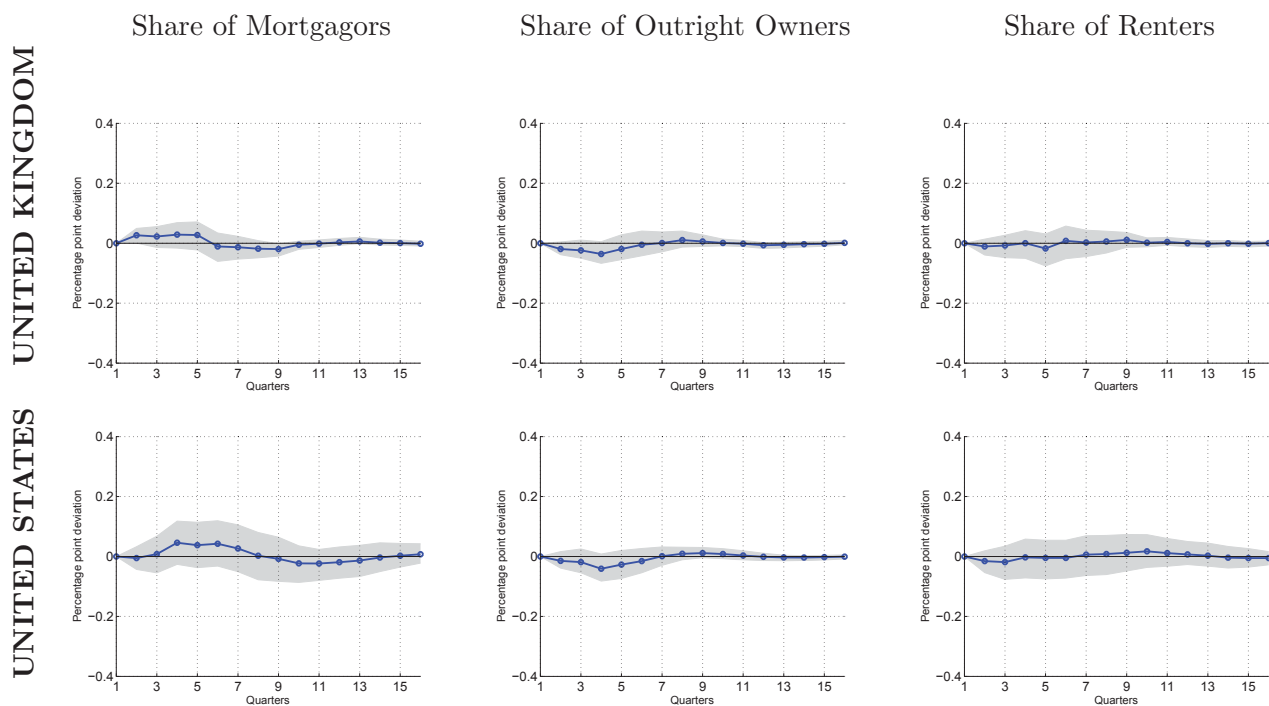 Share of Mortgagors
Share of Outright Owners
Share of Renters
UNITED KINGDOM
Percentage point deviation
0.4
0.2
0
−0.2
−0.4
1 3 5 7 9 11 13 15
Quarters
Percentage point deviation
0.4
0.2
0
−0.2
−0.4
1 3 5 7 9 11 13 15
Quarters
Percentage point deviation
0.4
0.2
0
−0.2
−0.4
1 3 5 7 9 11 13 15
Quarters
UNITED STATES
Percentage point deviation
0.4
0.2
0
−0.2
−0.4
1 3 5 7 9 11 13 15
Quarters
Percentage point deviation
0.4
0.2
0
−0.2
−0.4
1 3 5 7 9 11 13 15
Quarters
Percentage point deviation
0.4
0.2
0
−0.2
−0.4
1 3 5 7 9 11 13 15
Quarters